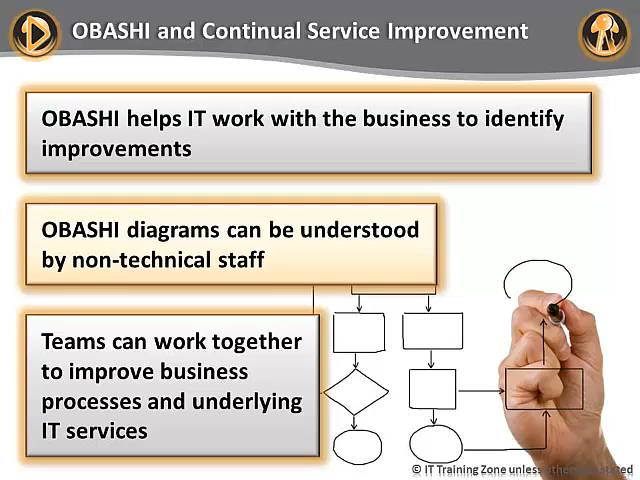 OBASHI and Continual Service Improvement
OBASHI helps IT work with the business to identify
improvements
OBASHI diagrams can be understood
by non-technical staff
Teams can work together
to improve business
processes and underlying
IT services
© IT Training Zone unless otherwise stated